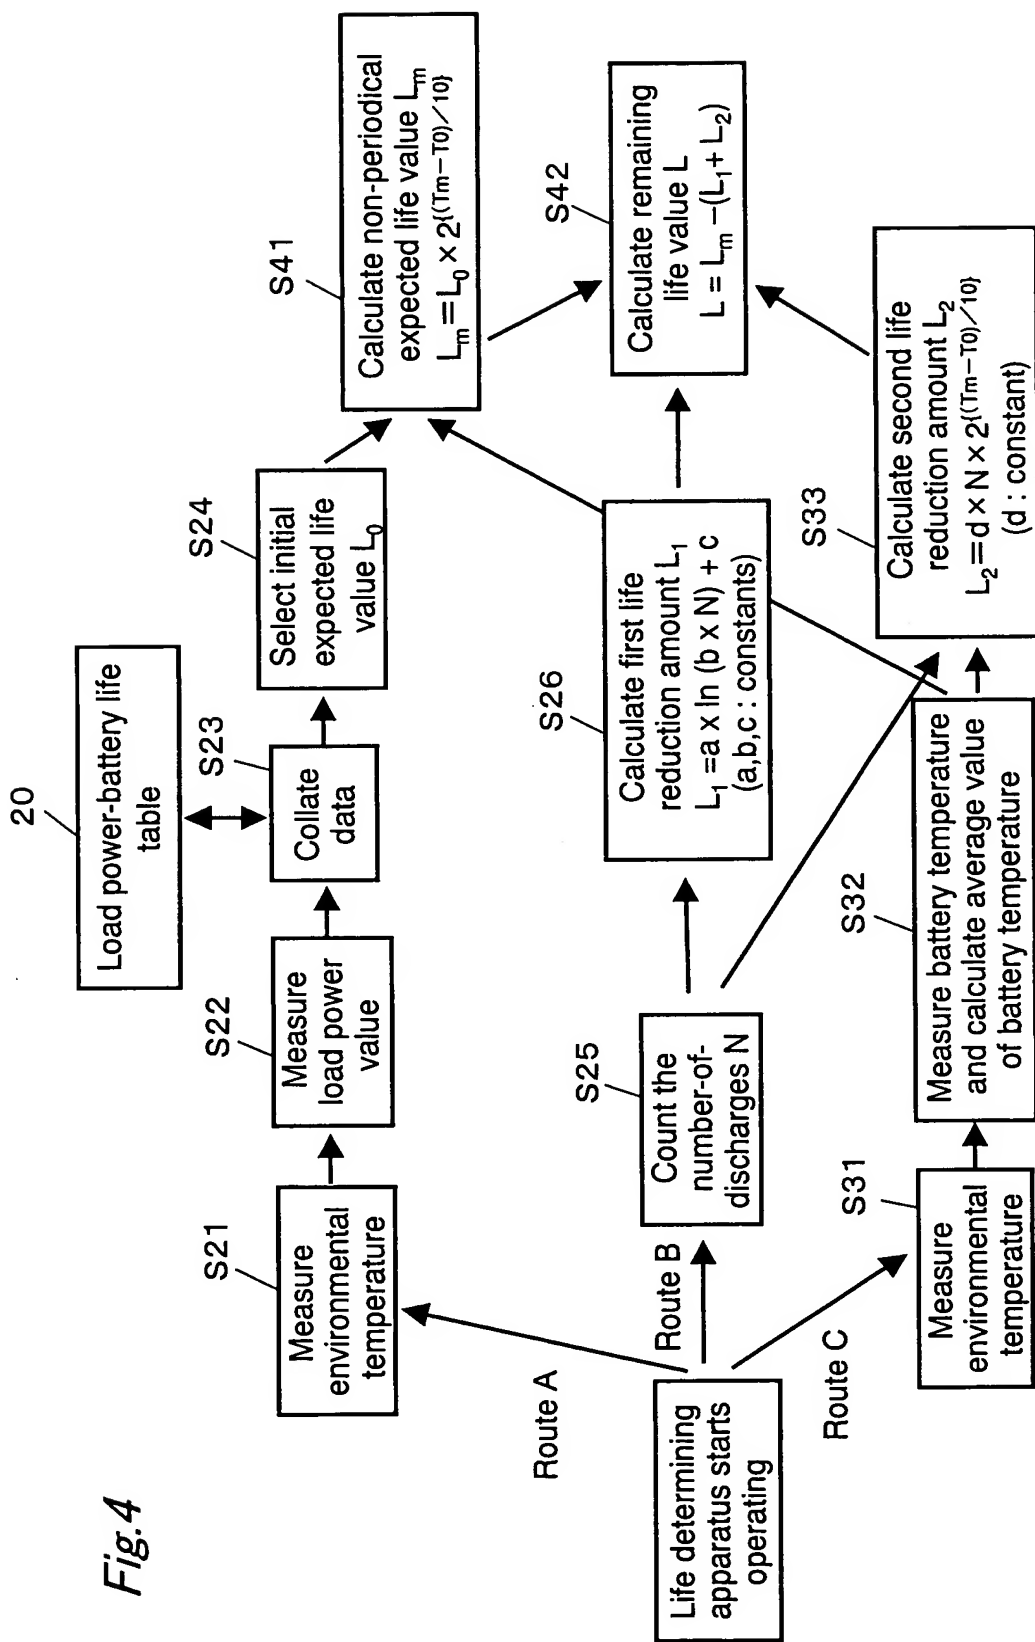 Fig.4
20
Load power-battery life
table
S21
Measure
environmental
temperature
S22
Measure
load power
value
S23
Collate
data
S24
Select initial
expected life
value L₀
S41
Calculate non-periodical
expected life value Lₘ
Lₘ = L₀ × 2^{(Tm−T0)/10}
Route A
Life determining
apparatus starts
operating
Route B
S25
Count the
number-of-
discharges N
S26
Calculate first life
reduction amount L₁
L₁ = a x ln (b x N) + c
(a,b,c : constants)
S42
Calculate remaining
life value L
L = Lₘ − (L₁ + L₂)
Route C
S31
Measure
environmental
temperature
S32
Measure battery temperature
and calculate average value
of battery temperature
S33
Calculate second life
reduction amount L₂
L₂ = d × N × 2^{(Tm−T0)/10}
(d : constant)